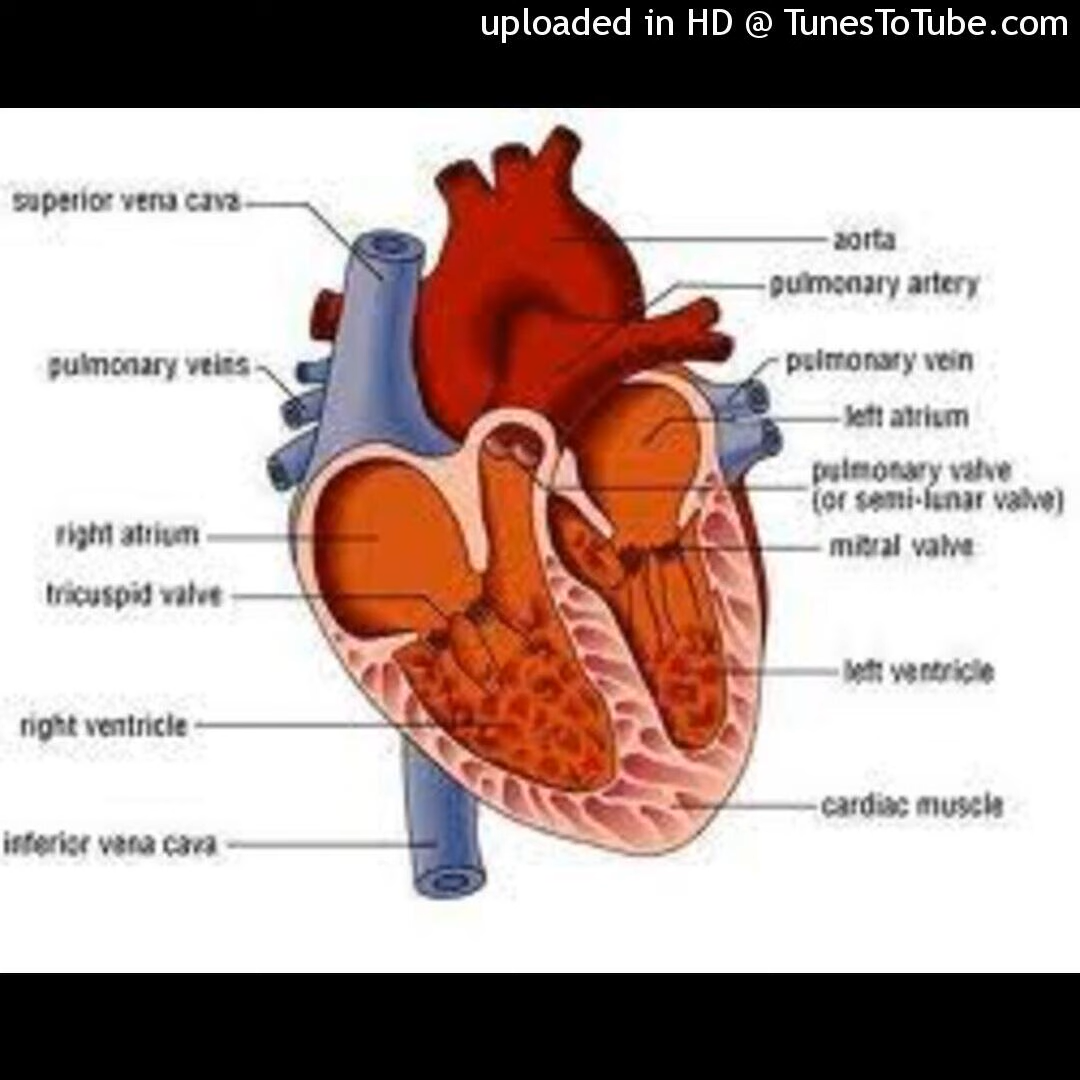 uploaded in HD @ TunesToTube.com
superior vena cava
aorta
pulmonary artery
pulmonary veins
pulmonary vein
left atrium
pulmonary valve
(or semi-lunar valve)
right atrium
mitral valve
tricuspid valve
left ventricle
right ventricle
cardiac muscle
inferior vena cava